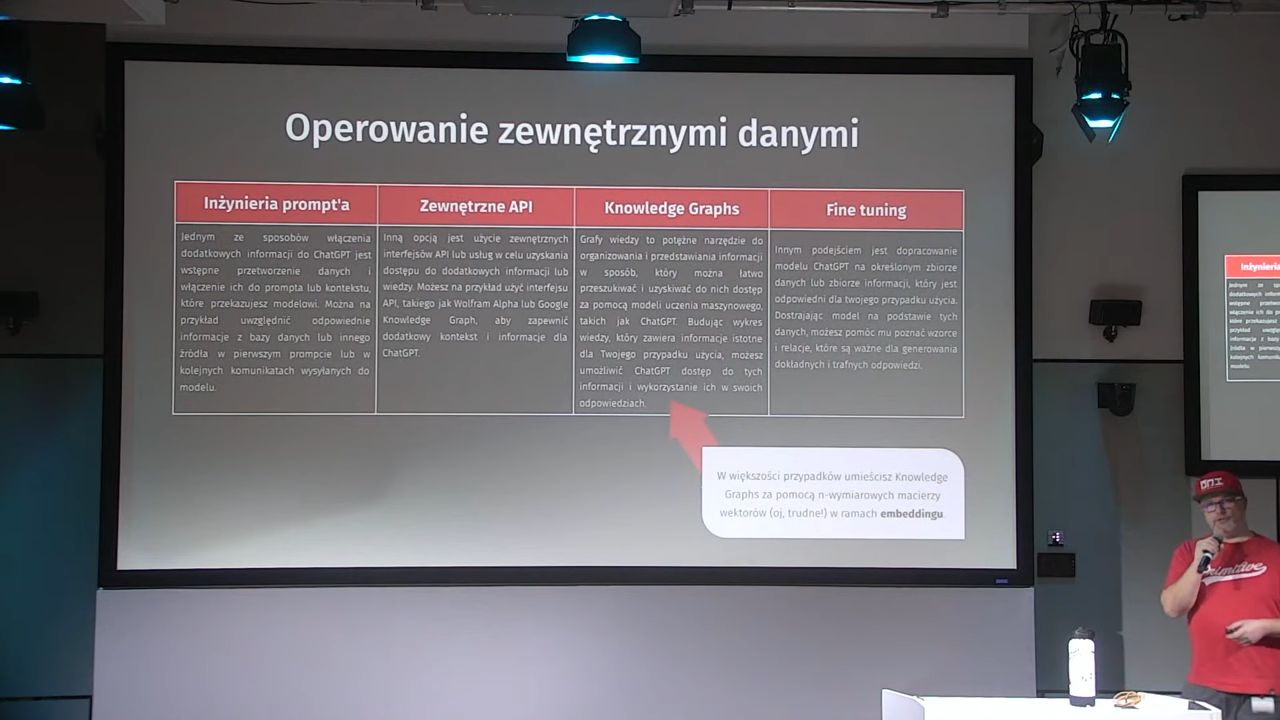 Operowanie zewnętrznymi danymi
Inżynieria prompt'a
Jednym ze sposobów włączenia
dodatkowych informacji do ChatGPT jest
wstępne przetworzenie danych i
włączenie ich do prompta lub kontekstu,
które przekazujesz modelowi. Można na
przykład uwzględnić odpowiednie
informacje z bazy danych lub innego
źródła w pierwszym prompcie lub w
kolejnych komunikatach wysyłanych do
modelu.
Zewnętrzne API
Inną opcją jest użycie zewnętrznych
interfejsów API lub usług w celu uzyskania
dostępu do dodatkowych informacji lub
wiedzy. Możesz na przykład użyć interfejsu
API, takiego jak Wolfram Alpha lub Google
Knowledge Graph, aby zapewnić
dodatkowy kontekst i informacje dla
ChatGPT.
Knowledge Graphs
Grafy wiedzy to potężne narzędzie do
organizowania i przedstawiania informacji
w sposób, który można łatwo
przeszukiwać i uzyskiwać do nich dostęp
za pomocą modeli uczenia maszynowego,
takich jak ChatGPT. Budując wykres
wiedzy, który zawiera informacje istotne
dla Twojego przypadku użycia, możesz
umożliwić ChatGPT dostęp do tych
informacji i wykorzystanie ich w swoich
odpowiedziach.
Fine tuning
Innym podejściem jest dopracowanie
modelu ChatGPT na określonym zbiorze
danych lub zbiorze informacji, który jest
odpowiedni dla twojego przypadku użycia.
Dostrajając model na podstawie tych
danych, możesz pomóc mu poznać wzorce
i relacje, które są ważne dla generowania
dokładnych i trafnych odpowiedzi.
W większości przypadków umieścisz Knowledge
Graphs za pomocą n-wymiarowych macierzy
wektorów (oj, trudne!) w ramach embeddingu.